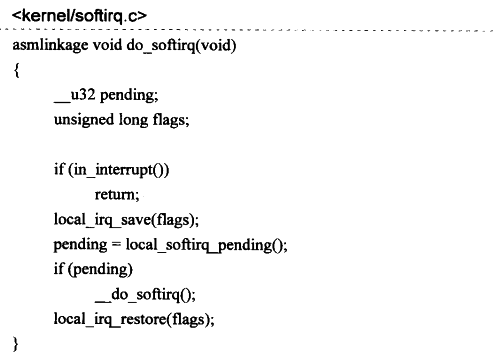 <kernel/softirq.c>
asmlinkage void do_softirq(void)
{
__u32 pending;
unsigned long flags;
if (in_interrupt())
return;
local_irq_save(flags);
pending = local_softirq_pending();
if (pending)
__do_softirq();
local_irq_restore(flags);
}